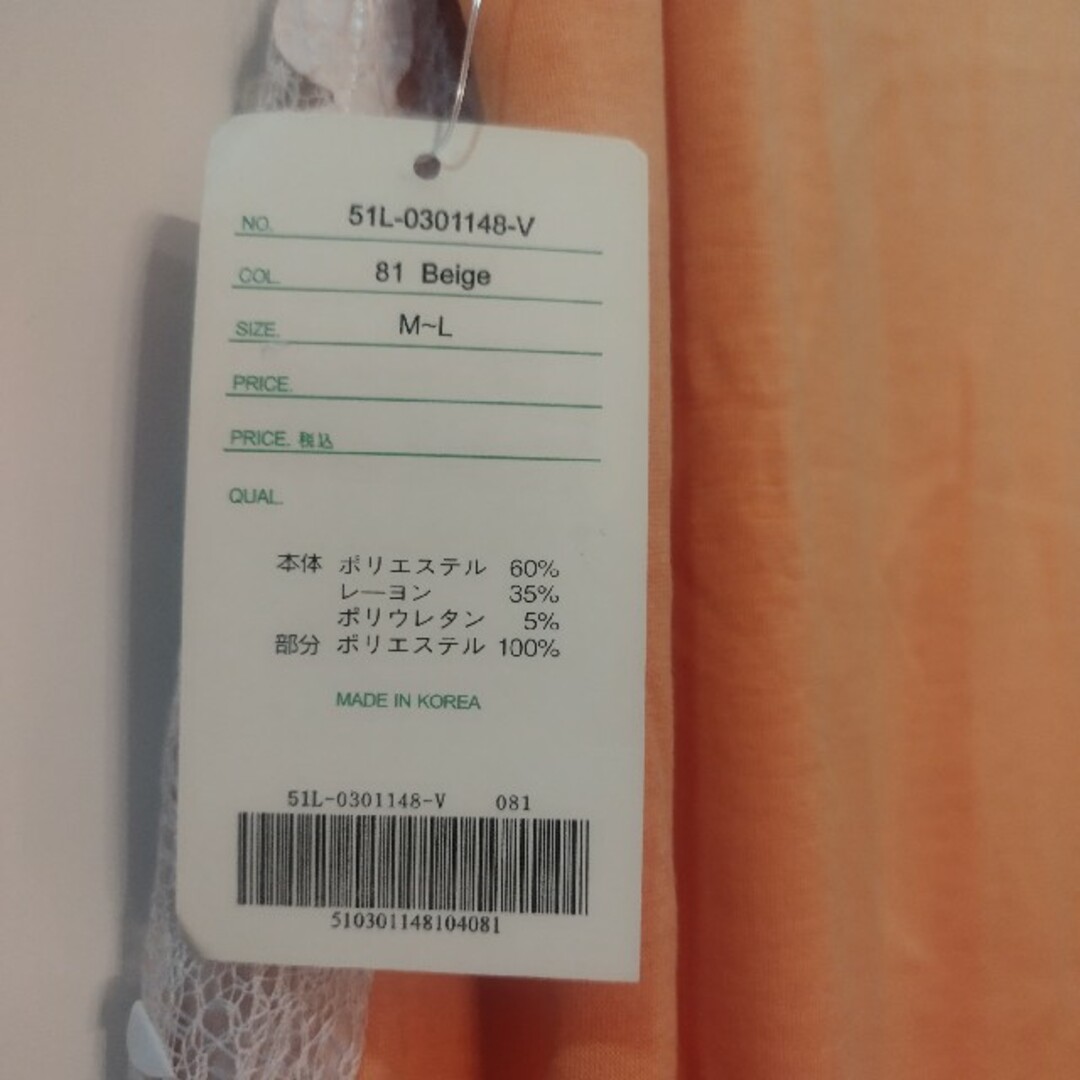 NO. 51L-0301148-V
COL. 81 Beige
SIZE. M~L
PRICE.
PRICE. 税込
QUAL.
本体 ポリエステル 60%
レーヨン 35%
ポリウレタン 5%
部分 ポリエステル 100%
MADE IN KOREA
51L-0301148-V 081
510301148104081